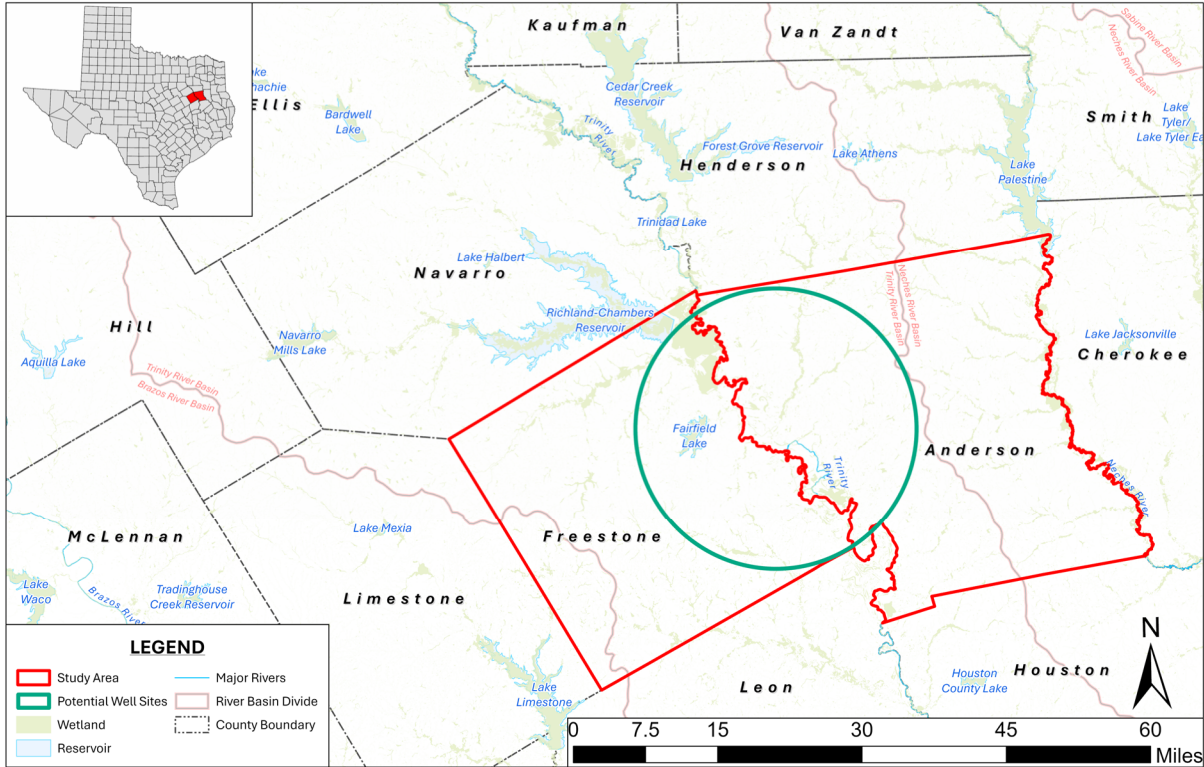 Kaufman
Van Zandt
Sabine River Basin
Neches River Basin
Ellis
Bardwell
Lake
Cedar Creek
Reservoir
Trinity
River
Forest Grove Reservoir
Henderson
Lake Athens
Smith
Lake
Tyler/
Lake Tyler Ea
Lake
Palestine
Trinidad Lake
Lake Halbert
Navarro
Richland-Chambers
Reservoir
Neches River Basin
Trinity River Basin
Hill
Navarro
Mills Lake
quilla Lake
Trinity River Basin
Brazos River Basin
Lake Jacksonville
Cherokee
Fairfield
Lake
Trinity
River
Anderson
Neches River
Freestone
Lake Mexia
McLennan
Limestone
Lake
Waco
Brazos River
Tradinghouse
Creek Reservoir
Lake
Limestone
Leon
Houston
Houston
County Lake
N
LEGEND
Study Area
Potential Well Sites
Wetland
Reservoir
Major Rivers
River Basin Divide
County Boundary
0 7.5 15 30 45 60
Miles